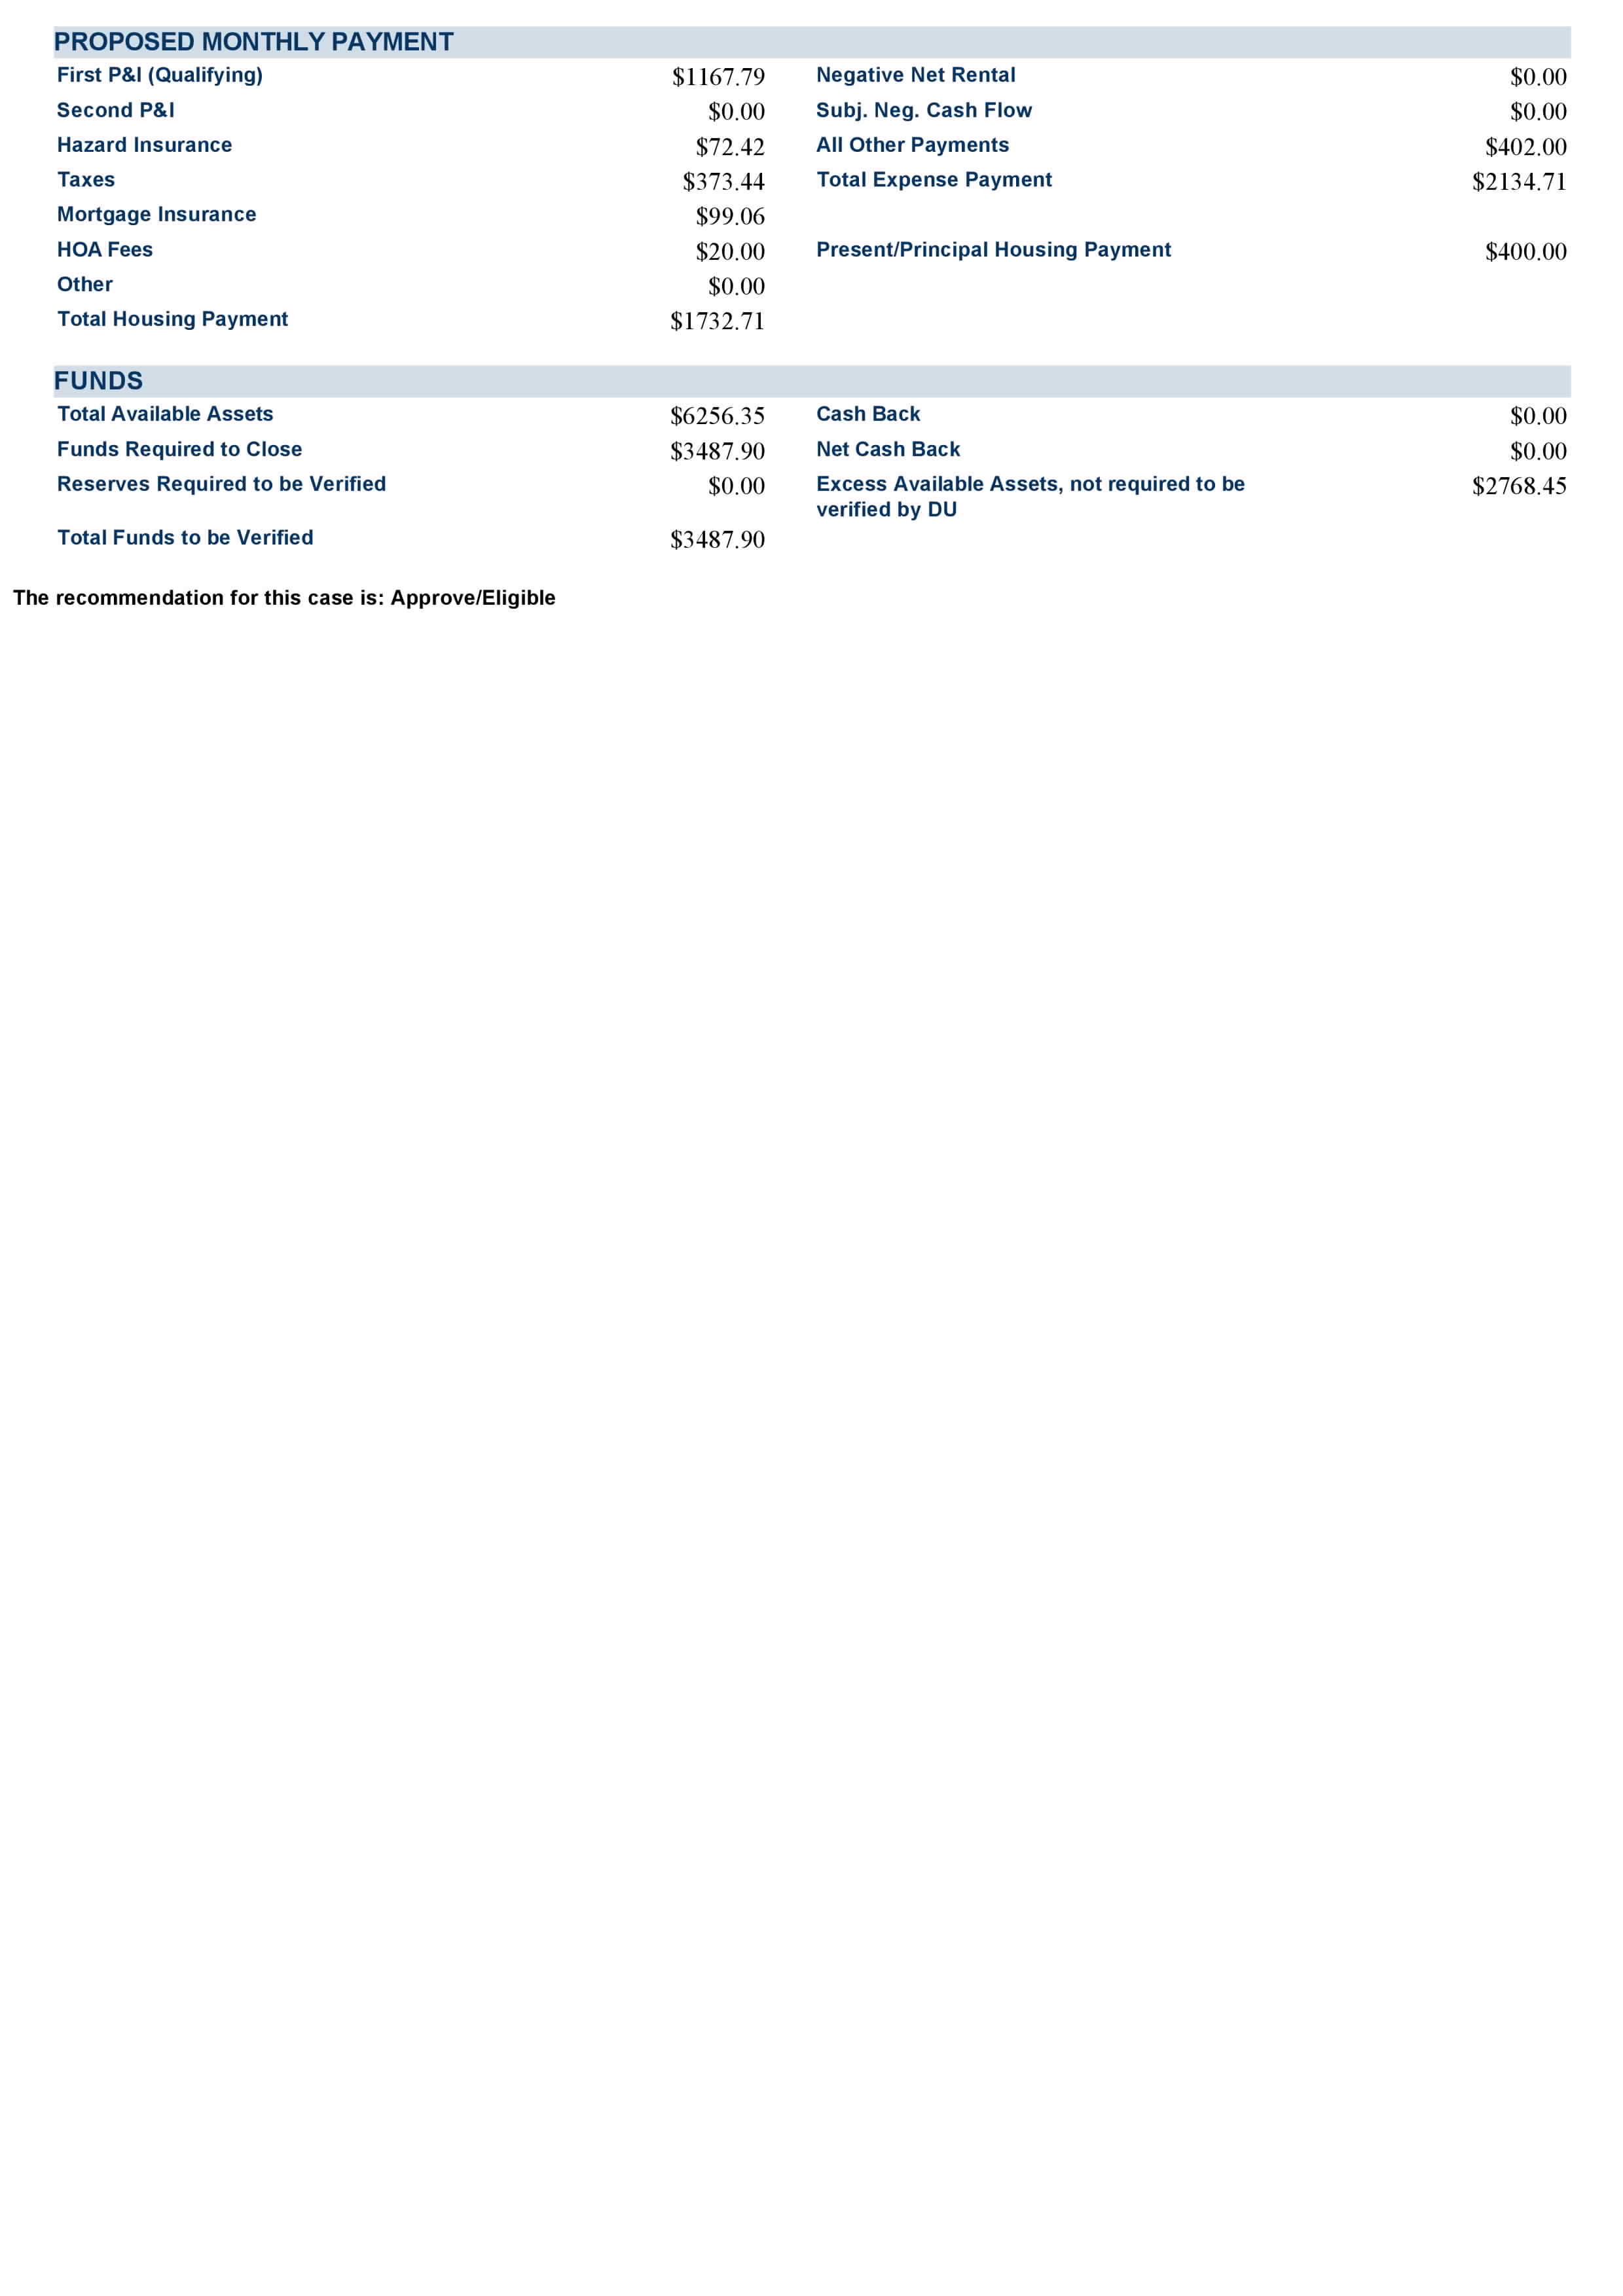 PROPOSED MONTHLY PAYMENT
First P&I (Qualifying) $1167.79 Negative Net Rental $0.00
Second P&I $0.00 Subj. Neg. Cash Flow $0.00
Hazard Insurance $72.42 All Other Payments $402.00
Taxes $373.44 Total Expense Payment $2134.71
Mortgage Insurance $99.06
HOA Fees $20.00 Present/Principal Housing Payment $400.00
Other $0.00
Total Housing Payment $1732.71
FUNDS
Total Available Assets $6256.35 Cash Back $0.00
Funds Required to Close $3487.90 Net Cash Back $0.00
Reserves Required to be Verified $0.00 Excess Available Assets, not required to be $2768.45
verified by DU
Total Funds to be Verified $3487.90
The recommendation for this case is: Approve/Eligible